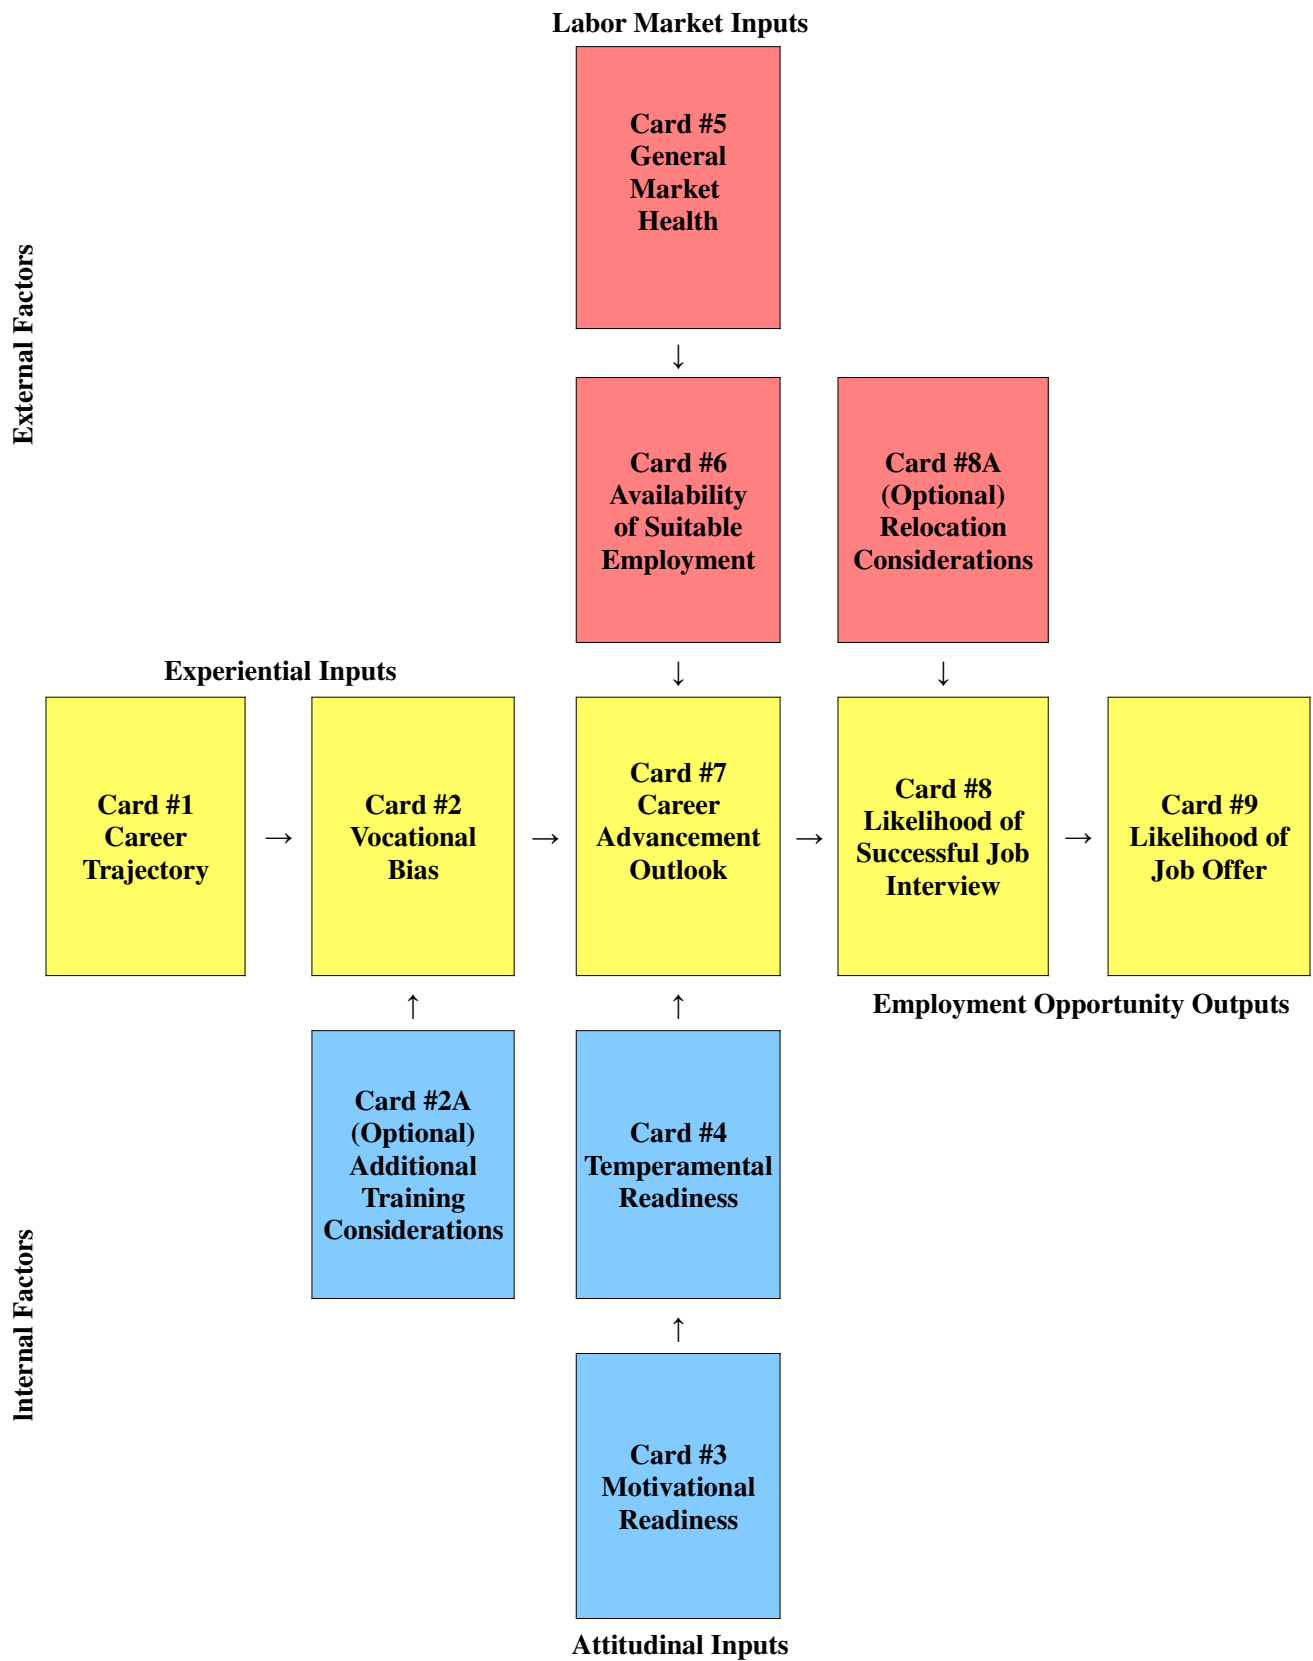 Labor Market Inputs
Card #5
General
Market
Health
External Factors
↓
Card #6
Availability
of Suitable
Employment
Card #8A
(Optional)
Relocation
Considerations
↓
↓
Experiential Inputs
Card #1
Career
Trajectory
→
Card #2
Vocational
Bias
→
Card #7
Career
Advancement
Outlook
→
Card #8
Likelihood of
Successful Job
Interview
→
Card #9
Likelihood of
Job Offer
Employment Opportunity Outputs
↑
↑
Card #2A
(Optional)
Additional
Training
Considerations
Card #4
Temperamental
Readiness
Internal Factors
↑
Card #3
Motivational
Readiness
Attitudinal Inputs